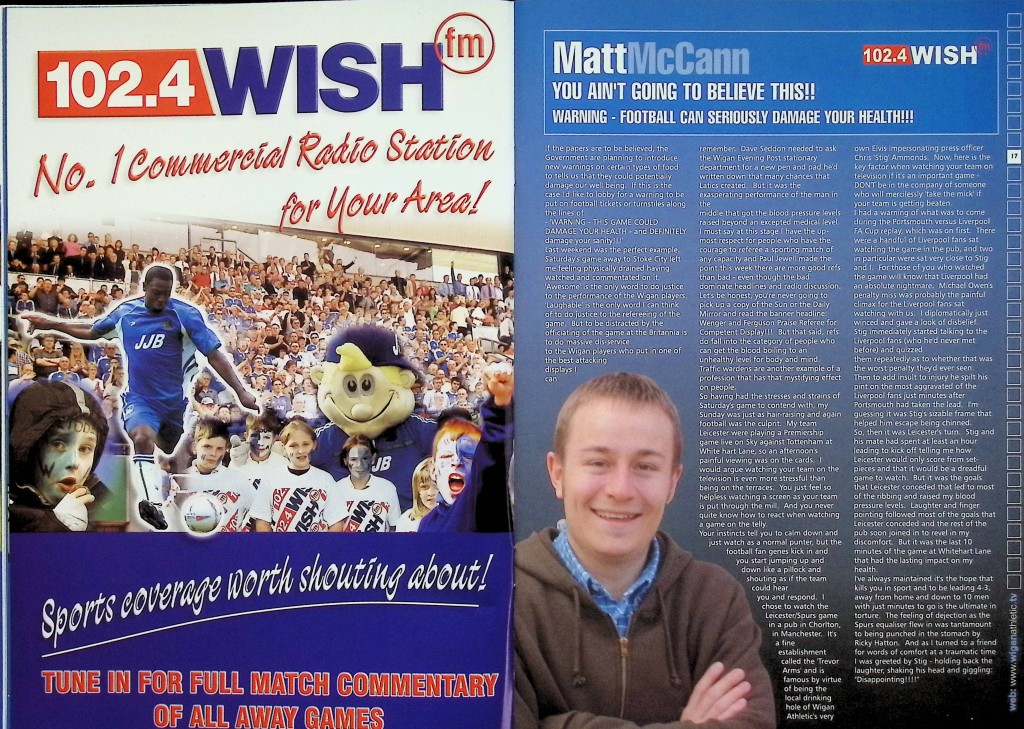 102.4 WISH fm
No. 1 Commercial Radio Station
for Your Area!
JJB
JB
102.4
WISH
WISH
Sports coverage worth shouting about!
TUNE IN FOR FULL MATCH COMMENTARY
OF ALL AWAY GAMES
MattMcCann
102.4 WISH fm
YOU AIN'T GOING TO BELIEVE THIS!!
WARNING - FOOTBALL CAN SERIOUSLY DAMAGE YOUR HEALTH!!!
If the papers are to be believed, the
Government are planning to introduce
new warnings on certain types of food
to tells us that they could potentially
damage our well being. If this is the
case I'd like to lobby for a warning to be
put on football tickets or turnstiles along
the lines of:
"WARNING - THIS GAME COULD
DAMAGE YOUR HEALTH - and DEFINITELY
damage your sanity!!!"
Last weekend was the perfect example.
Saturday's game away to Stoke City left
me feeling physically drained having
watched and commentated on it.
'Awesome' is the only word to do justice
to the performance of the Wigan players.
'Laughable' is the only word I can think
of to do justice to the refereeing of the
game. But to be distracted by the
officiating of the game at the Britannia is
to do massive dis-service
to the Wigan players who put in one of
the best attacking
displays I
can
remember. Dave Seddon needed to ask
the Wigan Evening Post stationary
department for a new pen and pad he'd
written down that many chances that
Latics created. But it was the
exasperating performance of the man in
the
middle that got the blood-pressure levels
raised beyond an excepted medical level.
I must say at this stage I have the up-
most respect for people who have the
courage to referee a sporting match of
any capacity and Paul Jewell made the
point this week there are more good refs
than bad – even though the bad
dominate headlines and radio discussion.
Let's be honest, you're never going to
pick up a copy of the Sun or the Daily
Mirror and read the banner headline:
'Wenger and Ferguson Praise Referee for
Competent Display!!!' But that said, refs
do fall into the category of people who
can get the blood boiling to an
unhealthy level for body and mind.
Traffic wardens are another example of a
profession that has that mystifying effect
on people.
So having had the stresses and strains of
Saturday's game to contend with, my
Sunday was just as hair-raising and again
football was the culprit. My team
Leicester were playing a Premiership
game live on Sky against Tottenham at
White hart Lane, so an afternoon's
painful viewing was on the cards. I
would argue watching your team on the
television is even more stressful than
being on the terraces. You just feel so
helpless watching a screen as your team
is put through the mill. And you never
quite know how to react when watching
a game on the telly.
Your instincts tell you to calm down and
just watch as a normal punter, but the
football fan genes kick in and
you start jumping up and
down like a pillock and
shouting as if the team
could hear
you and respond. I
chose to watch the
Leicester/Spurs game
in a pub in Chorlton,
in Manchester. It's
a fine
establishment
called the 'Trevor
Arms' and is
famous by virtue
of being the
local drinking
hole of Wigan
Athletic's very
own Elvis impersonating press officer
Chris 'Stig' Ammonds. Now, here is the
key factor when watching your team on
television if it's an important game -
DON'T be in the company of someone
who will mercilessly 'take the mick' if
your team is getting beaten.
I had a warning of what was to come
during the Portsmouth versus Liverpool
FA Cup replay, which was on first. There
were a handful of Liverpool fans sat
watching the game in the pub, and two
in particular were sat very close to Stig
and I. For those of you who watched
the game will know that Liverpool had
an absolute nightmare. Michael Owen's
penalty miss was probably the painful
climax for the Liverpool fans sat
watching with us. I diplomatically just
winced and gave a look of disbelief.
Stig immediately started talking to the
Liverpool fans (who he'd never met
before) and quizzed
them repeatedly as to whether that was
the worst penalty they'd ever seen.
Then to add insult to injury he spilt his
pint on the most aggravated of the
Liverpool fans just minutes after
Portsmouth had taken the lead. I'm
guessing it was Stig's sizable frame that
helped him escape being chinned.
So, then it was Leicester's turn. Stig and
his mate had spent at least an hour
leading to kick off telling me how
Leicester would only score from set-
pieces and that it would be a dreadful
game to watch. But it was the goals
that Leicester conceded that led to most
of the ribbing and raised my blood
pressure levels. Laughter and finger
pointing followed most of the goals that
Leicester conceded and the rest of the
pub soon joined in to revel in my
discomfort. But it was the last 10
minutes of the game at Whitehart Lane
that had the lasting impact on my
health.
I've always maintained it's the hope that
kills you in sport and to be leading 4-3,
away from home and down to 10 men
with just minutes to go is the ultimate in
torture. The feeling of dejection as the
Spurs equaliser flew in was tantamount
to being punched in the stomach by
Ricky Hatton. And as I turned to a friend
for words of comfort at a traumatic time
I was greeted by Stig - holding back the
laughter, shaking his head and giggling:
"Disappointing!!!!"
17
web: www.wiganathletic.tv